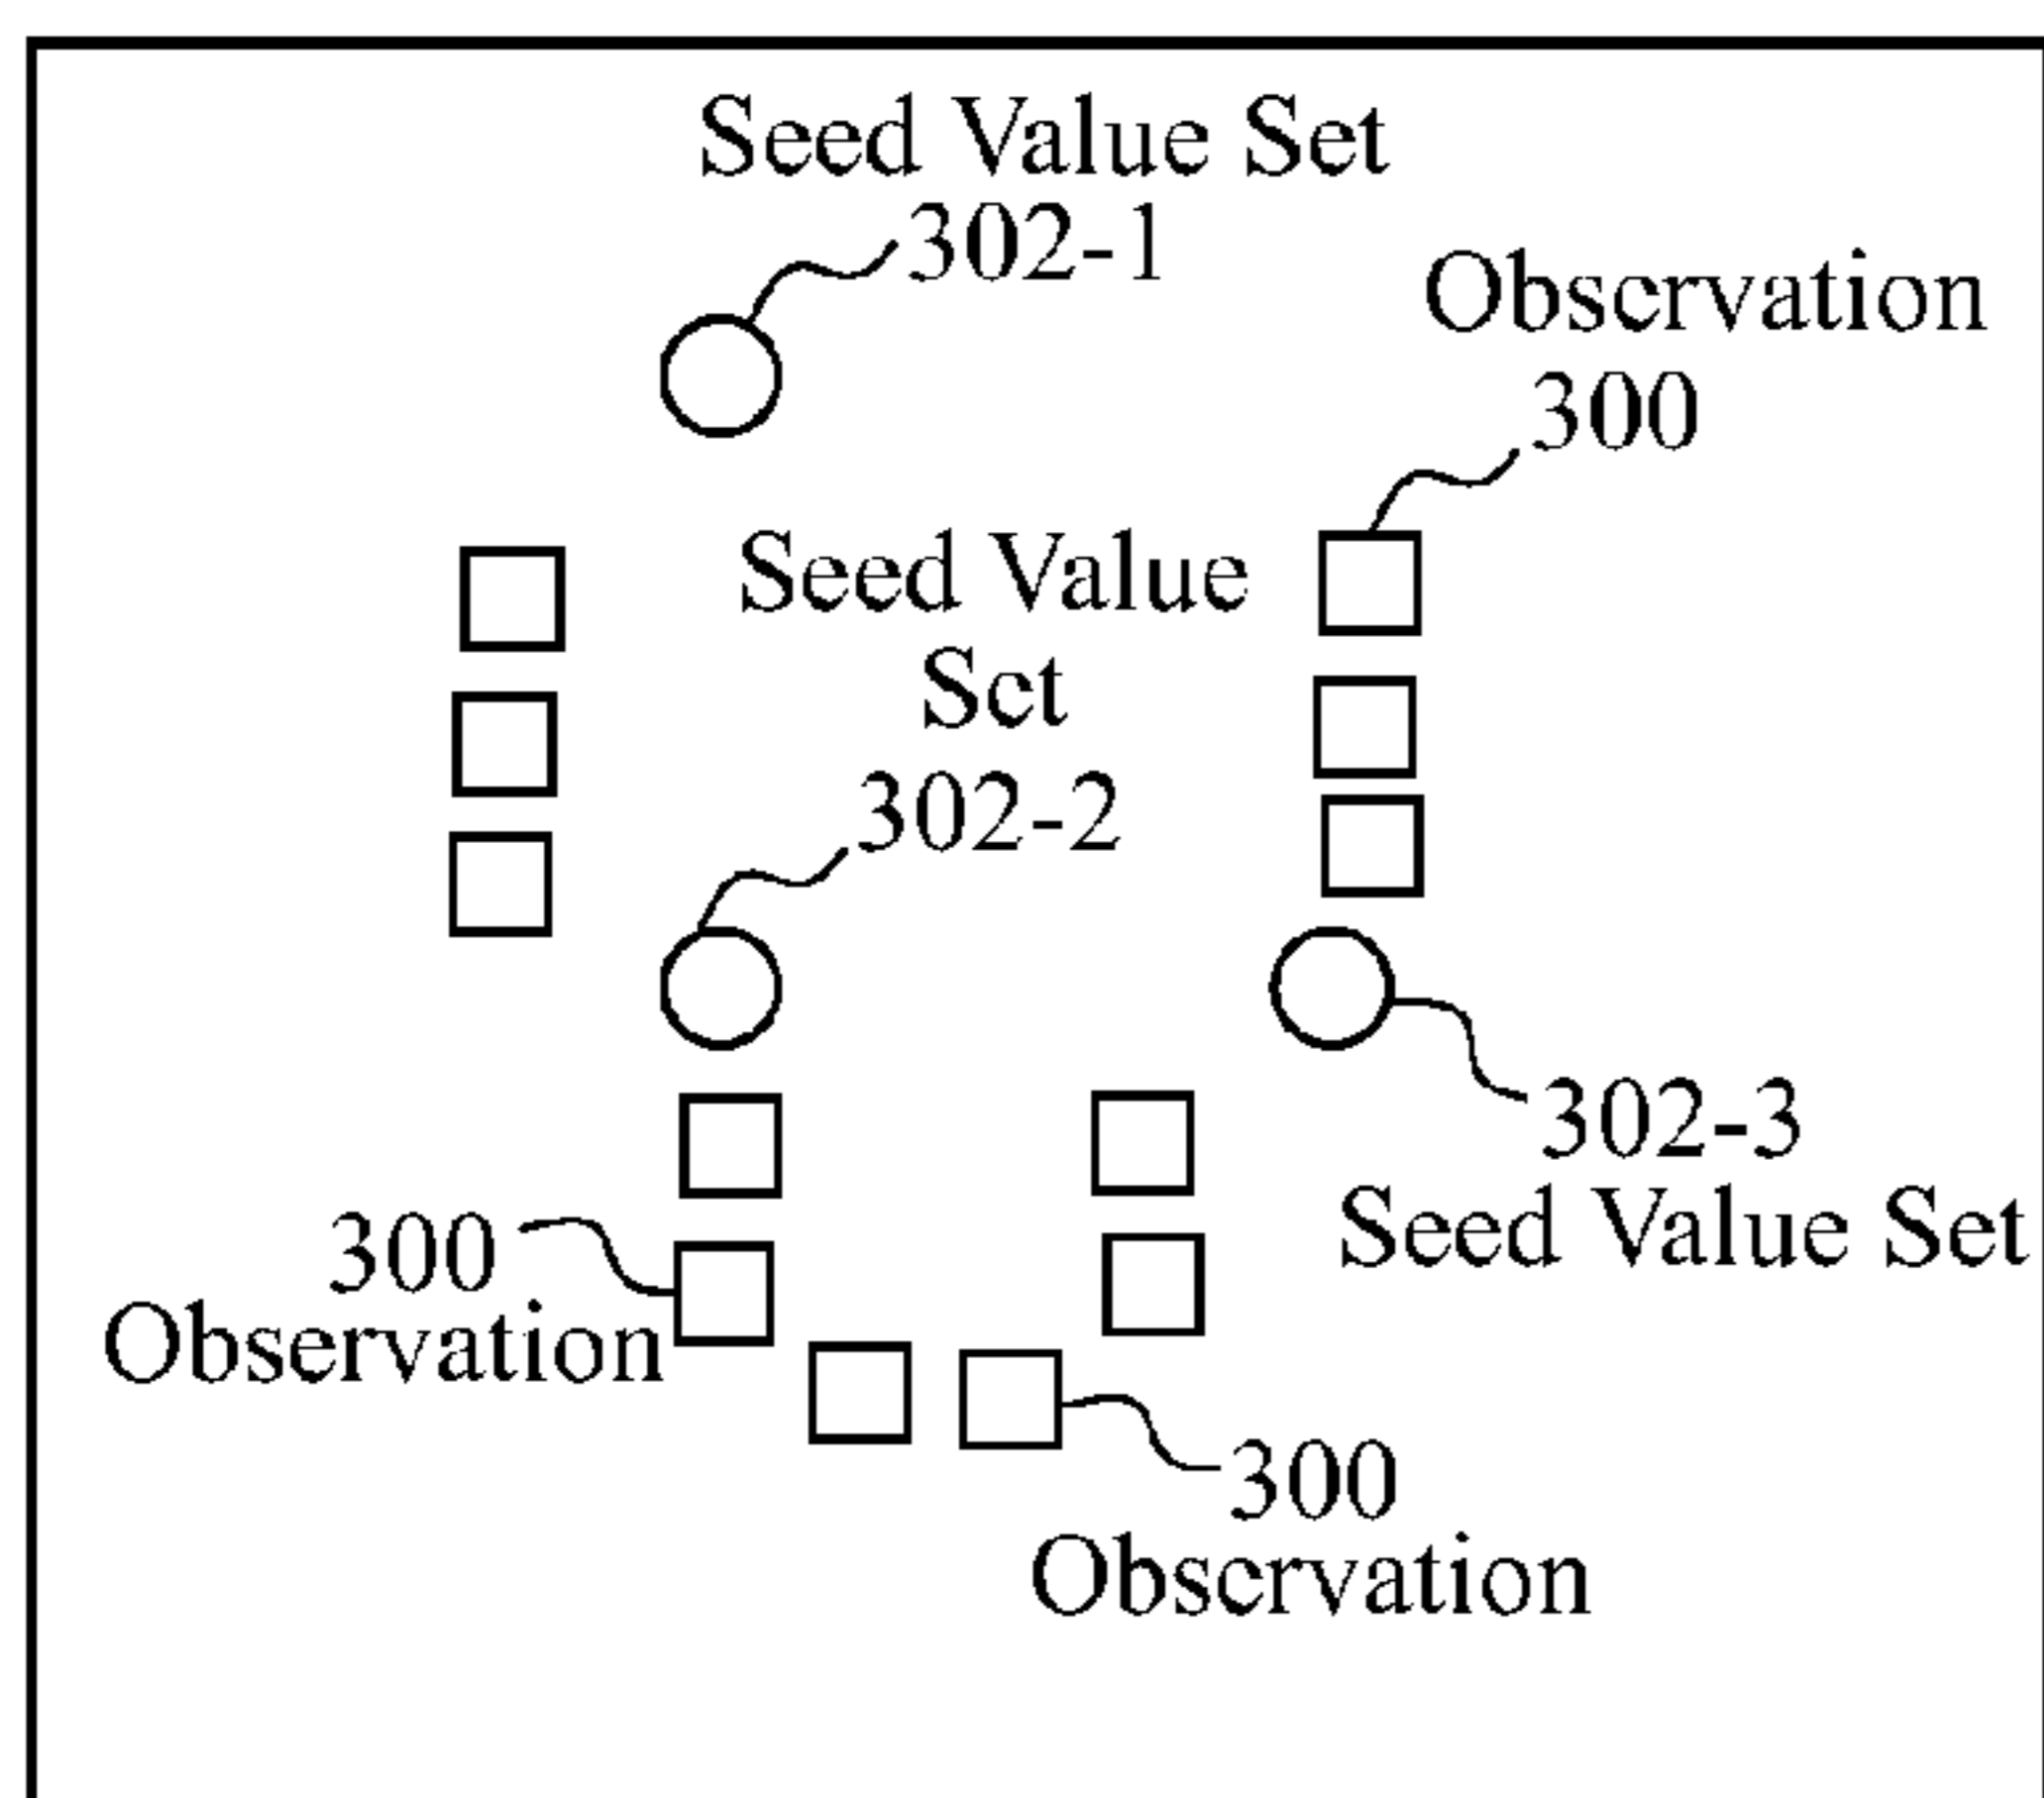 Seed Value Set
302-1
Observation
300
Seed Value
Set
302-2
302-3
Seed Value Set
300
Observation
300
Observation